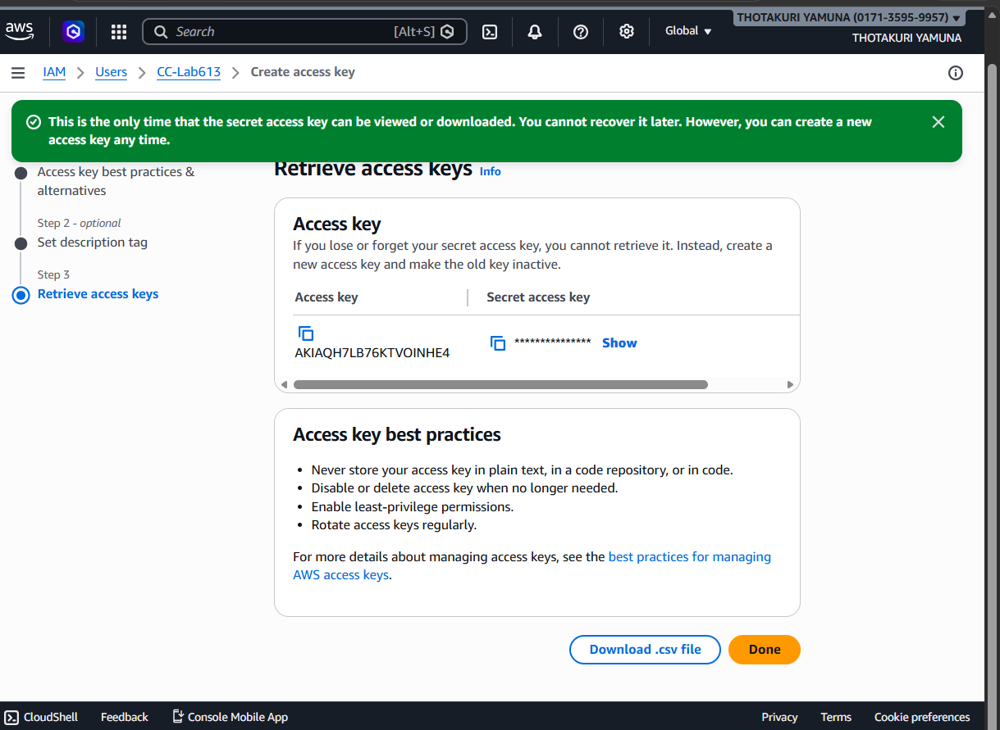 aws
Search
[Alt+S]
Global
THOTAKURI YAMUNA (0171-3595-9957)
THOTAKURI YAMUNA
IAM
Users
CC-Lab613
Create access key
This is the only time that the secret access key can be viewed or downloaded. You cannot recover it later. However, you can create a new
access key any time.
Access key best practices &
alternatives
Step 2 - optional
Set description tag
Step 3
Retrieve access keys
Retrieve access keys Info
Access key
If you lose or forget your secret access key, you cannot retrieve it. Instead, create a
new access key and make the old key inactive.
Access key
Secret access key
AKIAQH7LB76KTVOINHE4
*************** Show
Access key best practices
• Never store your access key in plain text, in a code repository, or in code.
• Disable or delete access key when no longer needed.
• Enable least-privilege permissions.
• Rotate access keys regularly.
For more details about managing access keys, see the best practices for managing
AWS access keys.
Download .csv file
Done
CloudShell
Feedback
Console Mobile App
Privacy
Terms
Cookie preferences